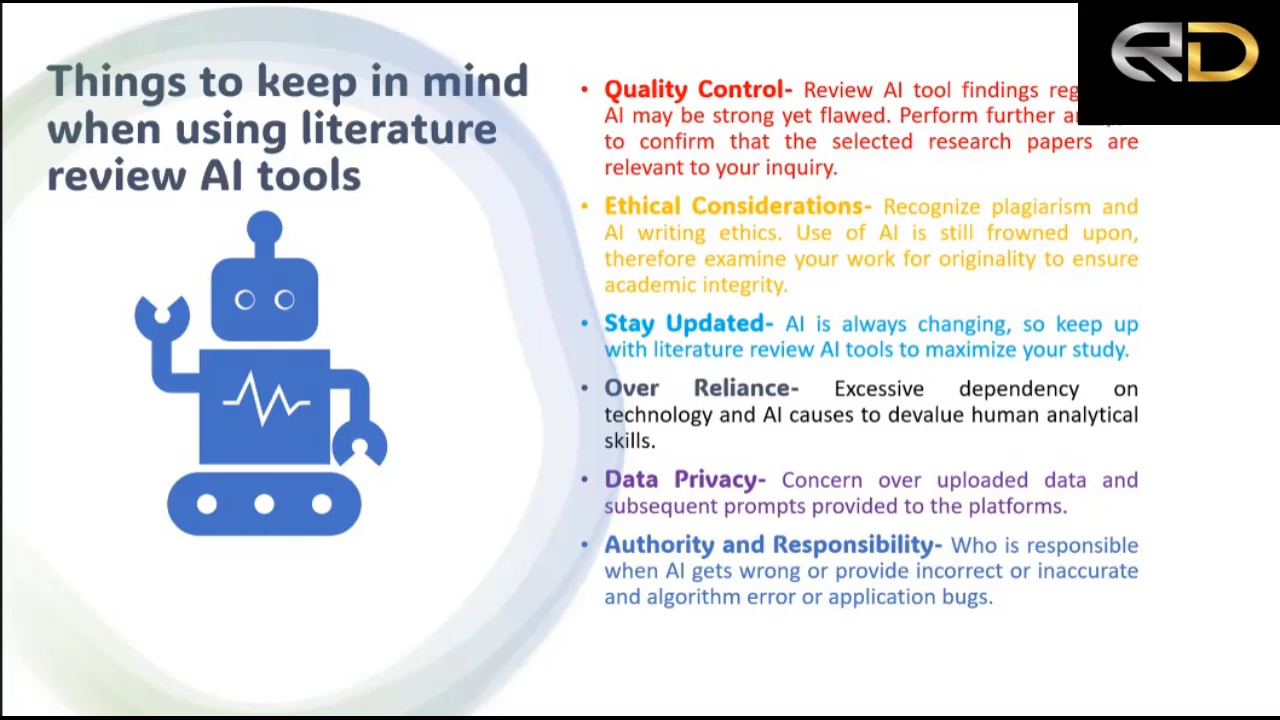 Things to keep in mind
when using literature
review AI tools
RD
• Quality Control- Review AI tool findings
AI may be strong yet flawed. Perform further
to confirm that the selected research papers are
relevant to your inquiry.
• Ethical Considerations- Recognize plagiarism and
AI writing ethics. Use of AI is still frowned upon,
therefore examine your work for originality to ensure
academic integrity.
• Stay Updated- AI is always changing, so keep up
with literature review AI tools to maximize your study.
• Over Reliance- Excessive dependency on
technology and AI causes to devalue human analytical
skills.
• Data Privacy- Concern over uploaded data and
subsequent prompts provided to the platforms.
• Authority and Responsibility- Who is responsible
when AI gets wrong or provide incorrect or inaccurate
and algorithm error or application bugs.